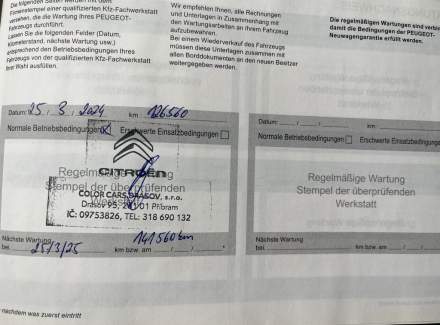 Die folgenden Seiten werden mit dem
Firmenstempel einer qualifizierten Kfz-Fachwerkstatt
versehen, die die Wartung Ihres PEUGEOT-
Fahrzeugs durchführt.
Lassen Sie die folgenden Felder (Datum,
Kilometerstand, nächste Wartung usw.)
entsprechend den Betriebsbedingungen Ihres
Fahrzeugs von der qualifizierten Kfz-Fachwerkstatt
Ihrer Wahl ausfüllen.
Wir empfehlen Ihnen, alle Rechnungen
und Unterlagen in Zusammenhang mit
den Wartungsarbeiten an Ihrem Fahrzeug
aufzubewahren.
Bei einem Wiederverkauf des Fahrzeugs
müssen diese Unterlagen zusammen mit
allen Borddokumenten an den neuen Besitzer
weitergegeben werden.
Die regelmäßigen Wartungen sind
damit die Bedingungen der PEUGEOT-
Neuwagengarantie erfüllt werden.
Datum: 25 / 3 / 2024 km: 126560
Normale Betriebsbedingungen Erschwerte Einsatzbedingungen
Regelmäßige Wartung
Stempel der überprüfenden
Werkstatt
CITROËN
COLOR CARS DRÁSOV, s.r.o.
Drásov 95, 261 01 Příbram
IČ: 09753826, TEL: 318 690 132
Nächste Wartung
bei 25/3/25 141 560 km km bzw. am / /
Datum: / / km:
Normale Betriebsbedingungen Erschwerte Einsatzbedingungen
Regelmäßige Wartung
Stempel der überprüfenden
Werkstatt
Nächste Wartung
bei km bzw. am / /
nachdem was zuerst eintritt